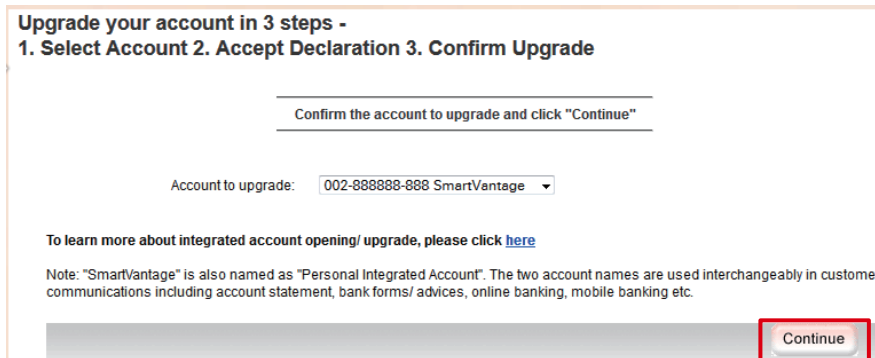 Upgrade your account in 3 steps -
1. Select Account 2. Accept Declaration 3. Confirm Upgrade
Confirm the account to upgrade and click "Continue"
Account to upgrade: 002-888888-888 SmartVantage
To learn more about integrated account opening/ upgrade, please click here
Note: "SmartVantage" is also named as "Personal Integrated Account". The two account names are used interchangeably in custome
communications including account statement, bank forms/ advices, online banking, mobile banking etc.
Continue